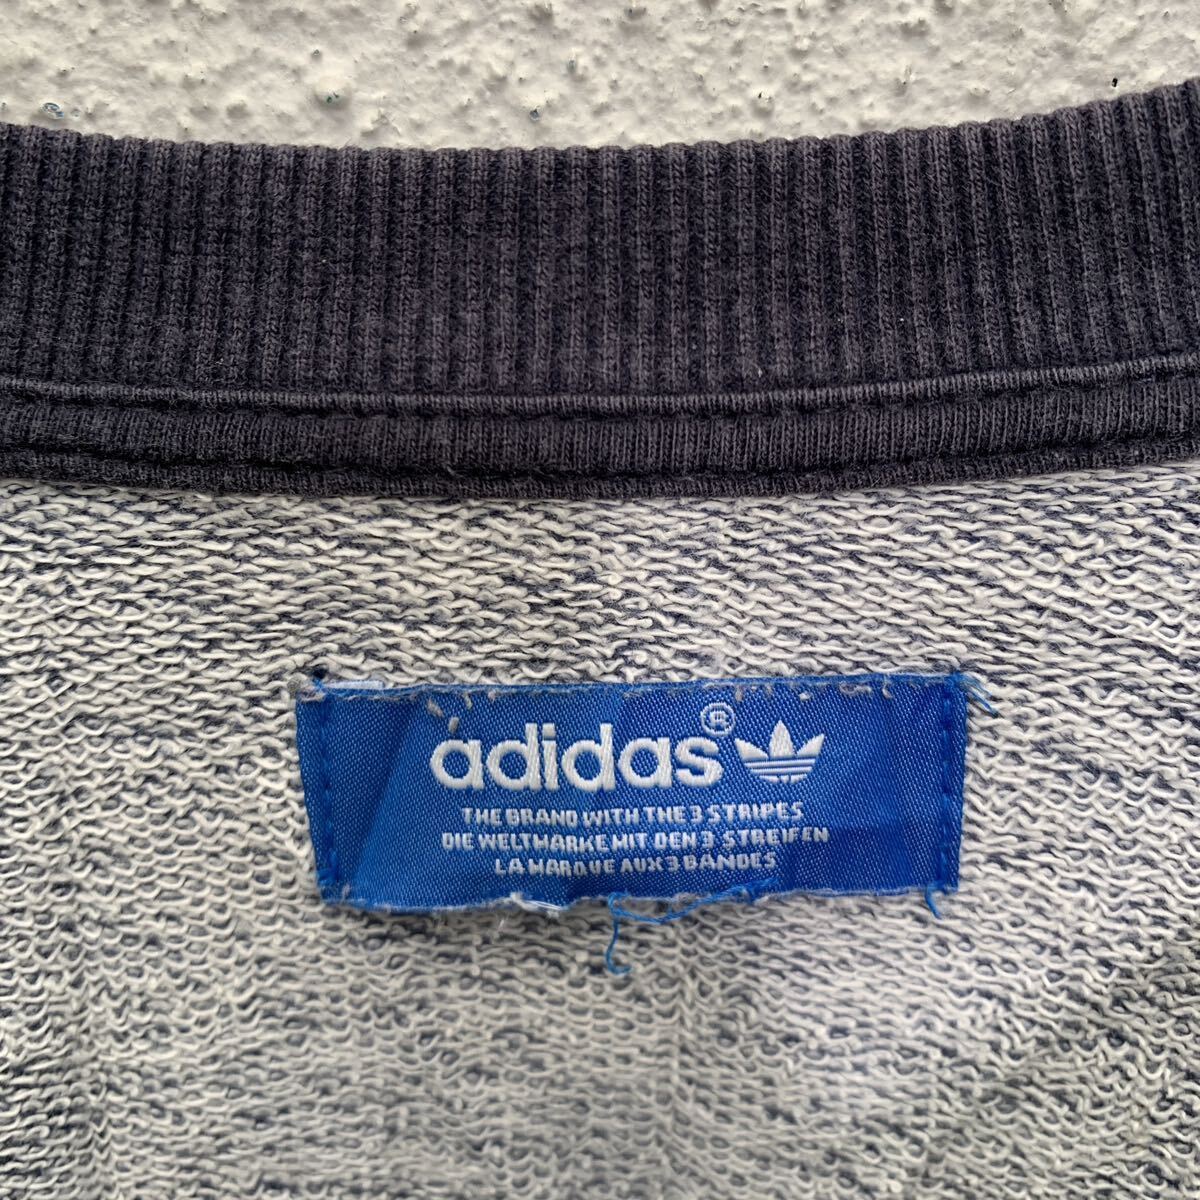 adidas®
THE BRAND WITH THE 3 STRIPES
DIE WELTMARKE MIT DEN 3 STREIFEN
LA MARQUE AUX 3 BANDES